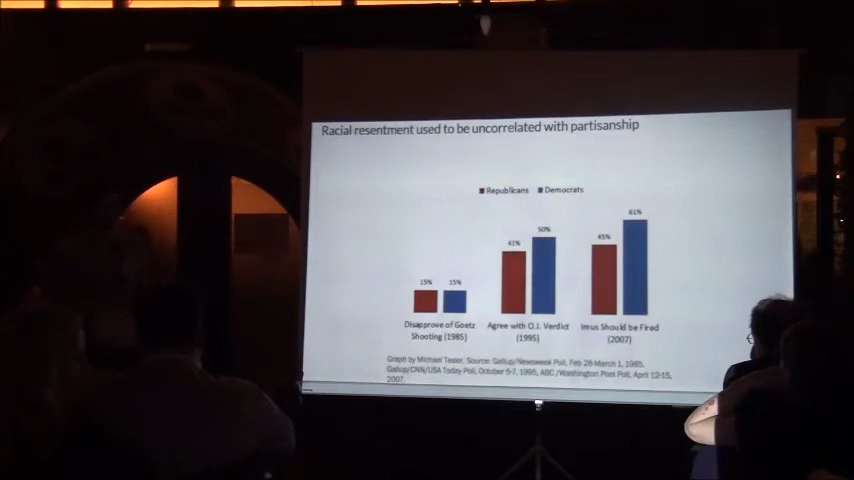 Racial resentment used to be uncorrelated with partisanship
Republicans Democrats
15% 15% 41% 50% 45% 61%
Disapprove of Goetz Shooting (1985)
Agree with O.J. Verdict (1995)
Imus Should be Fired (2007)
Graph by Michael Tesler, Source: Gallup/Newsweek Poll, Feb 28-March 1, 1985,
Gallup/CNN/USA Today Poll, October 5-7, 1995, ABC/Washington Post Poll, April 12-15,
2007